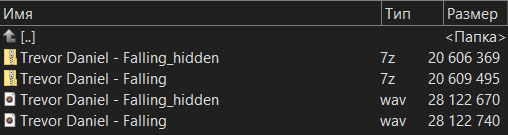 Имя Тип Размер
[..] <Папка>
Trevor Daniel - Falling_hidden 7z 20 606 369
Trevor Daniel - Falling 7z 20 609 495
Trevor Daniel - Falling_hidden wav 28 122 670
Trevor Daniel - Falling wav 28 122 740